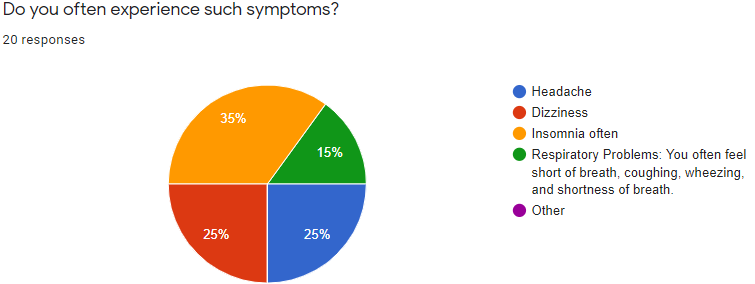 Do you often experience such symptoms?
20 responses
35%
15%
25%
25%
Headache
Dizziness
Insomnia often
Respiratory Problems: You often feel
short of breath, coughing, wheezing,
and shortness of breath.
Other